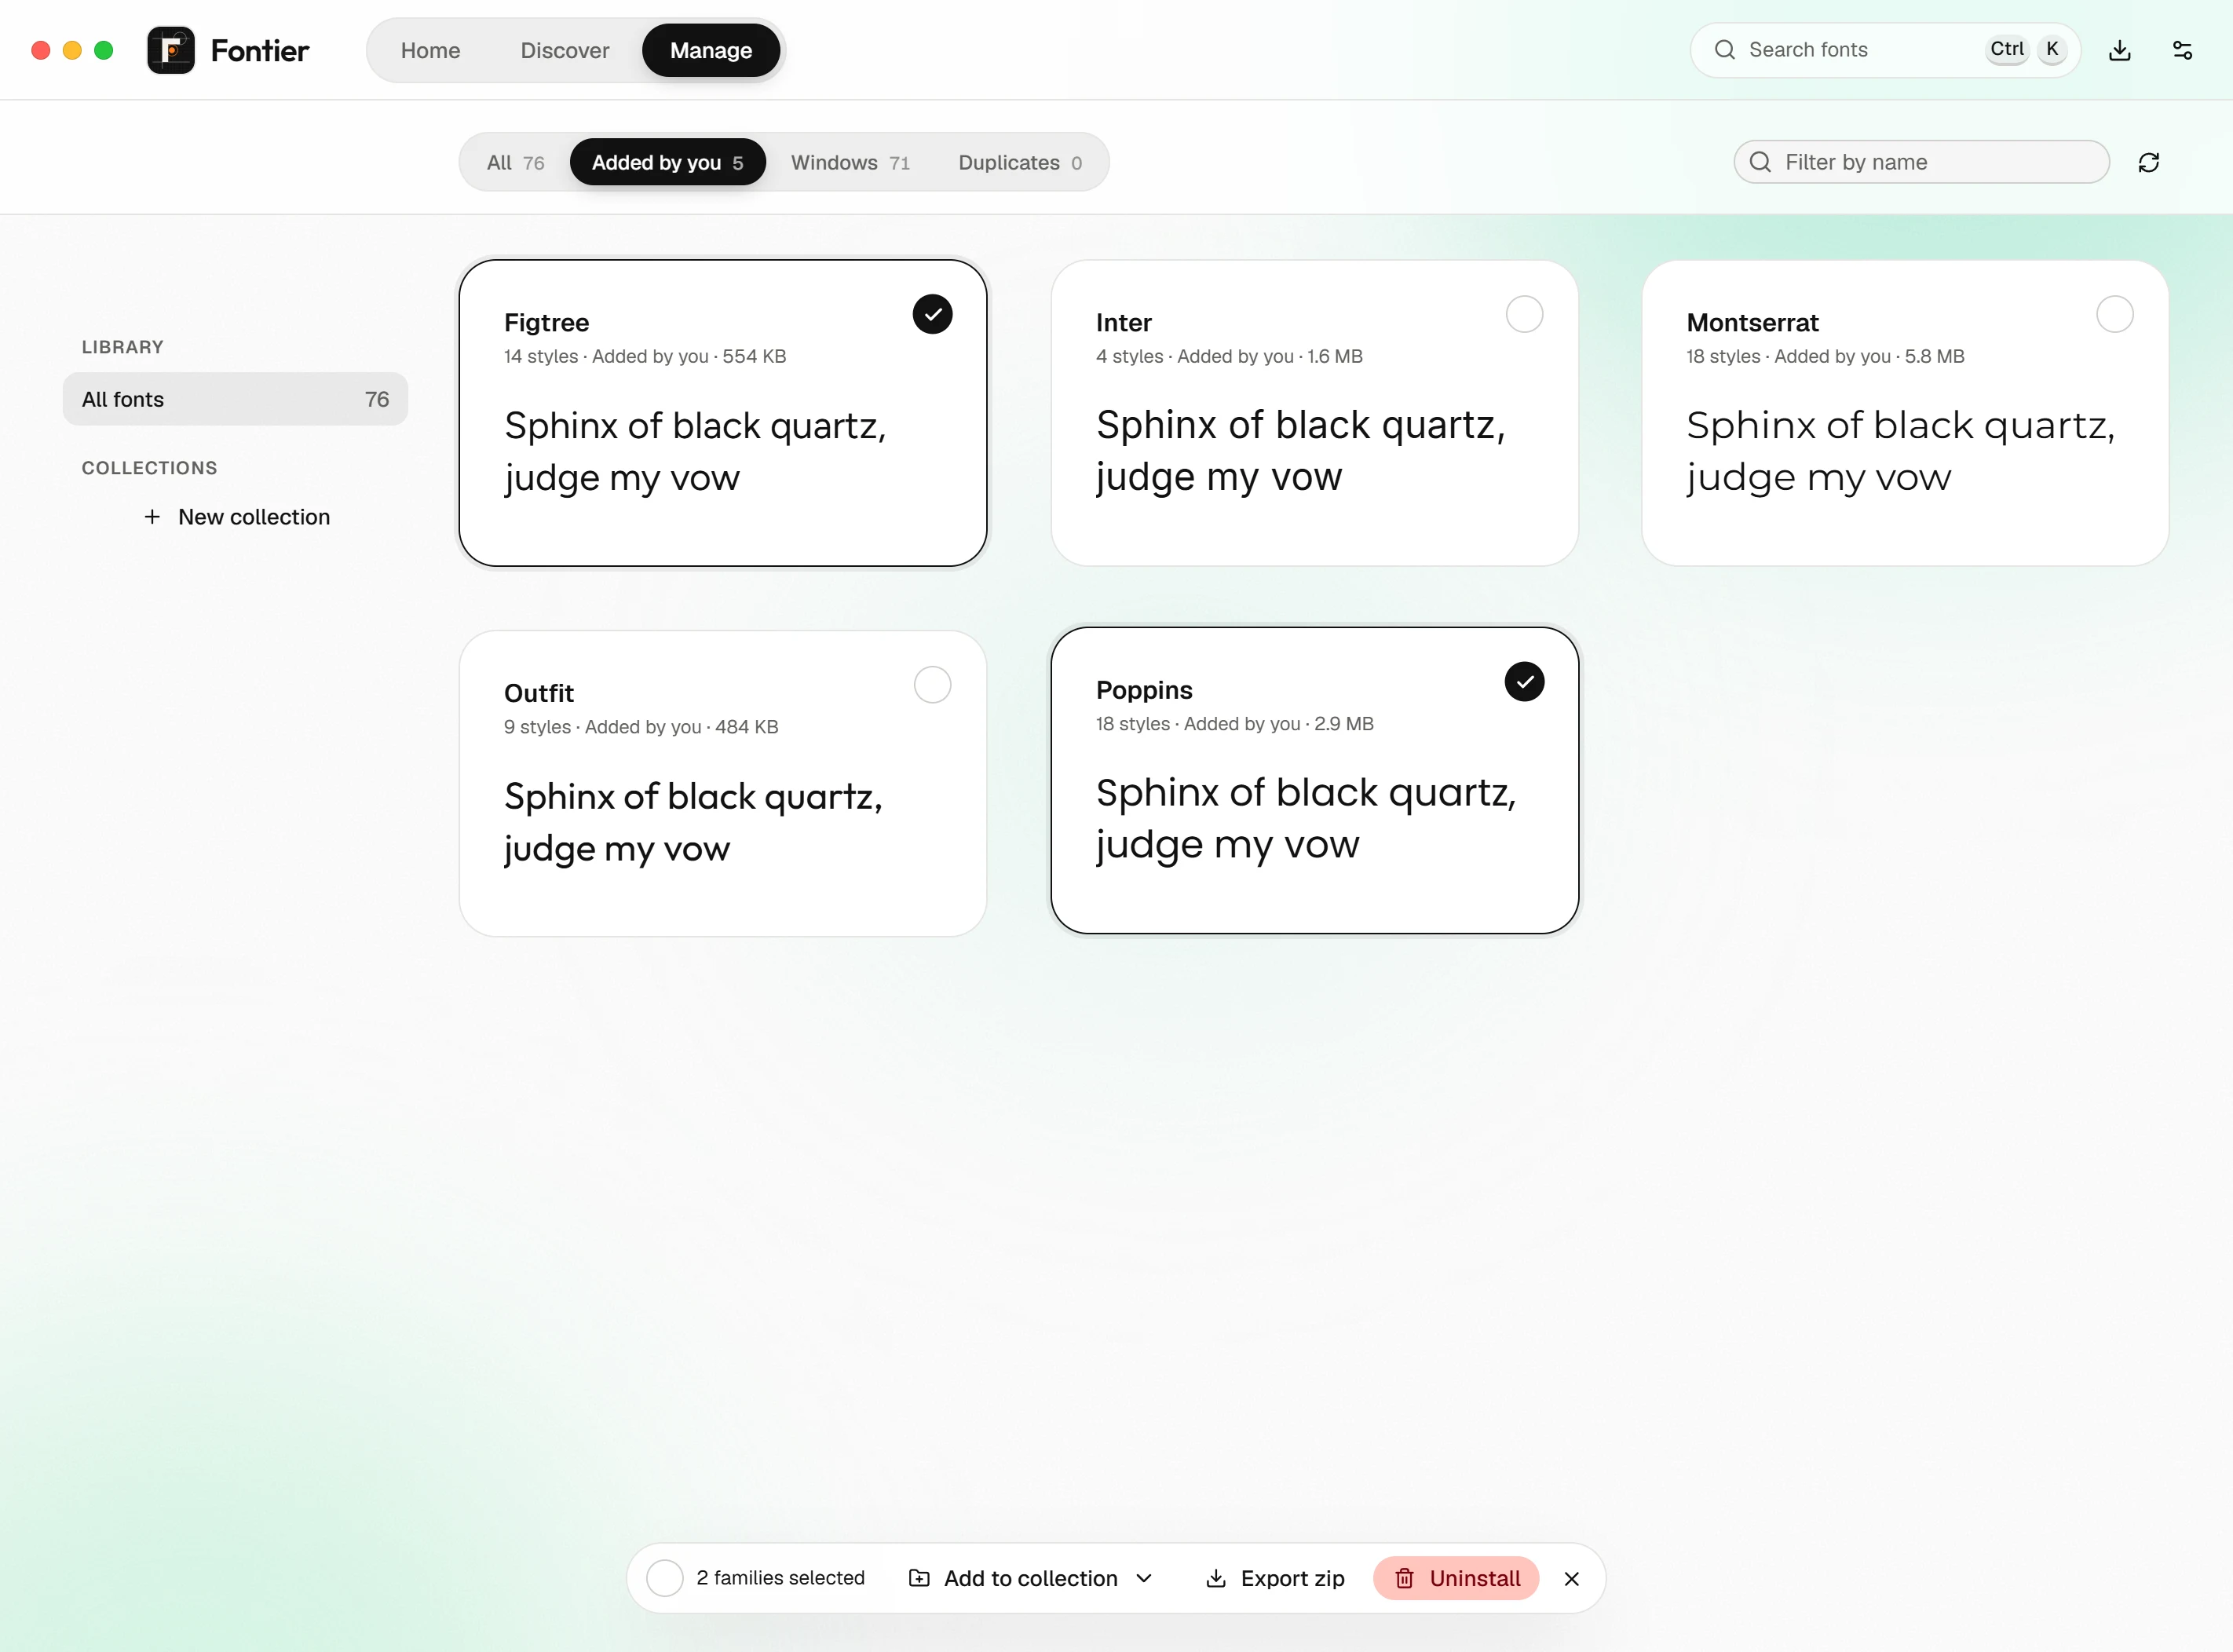 Fontier
Home
Discover
Manage
Search fonts
Ctrl
K
All 76
Added by you 5
Windows 71
Duplicates 0
Filter by name
LIBRARY
All fonts 76
COLLECTIONS
New collection
Figtree
14 styles · Added by you · 554 KB
Sphinx of black quartz,
judge my vow
Inter
4 styles · Added by you · 1.6 MB
Sphinx of black quartz,
judge my vow
Montserrat
18 styles · Added by you · 5.8 MB
Sphinx of black quartz,
judge my vow
Outfit
9 styles · Added by you · 484 KB
Sphinx of black quartz,
judge my vow
Poppins
18 styles · Added by you · 2.9 MB
Sphinx of black quartz,
judge my vow
2 families selected
Add to collection
Export zip
Uninstall